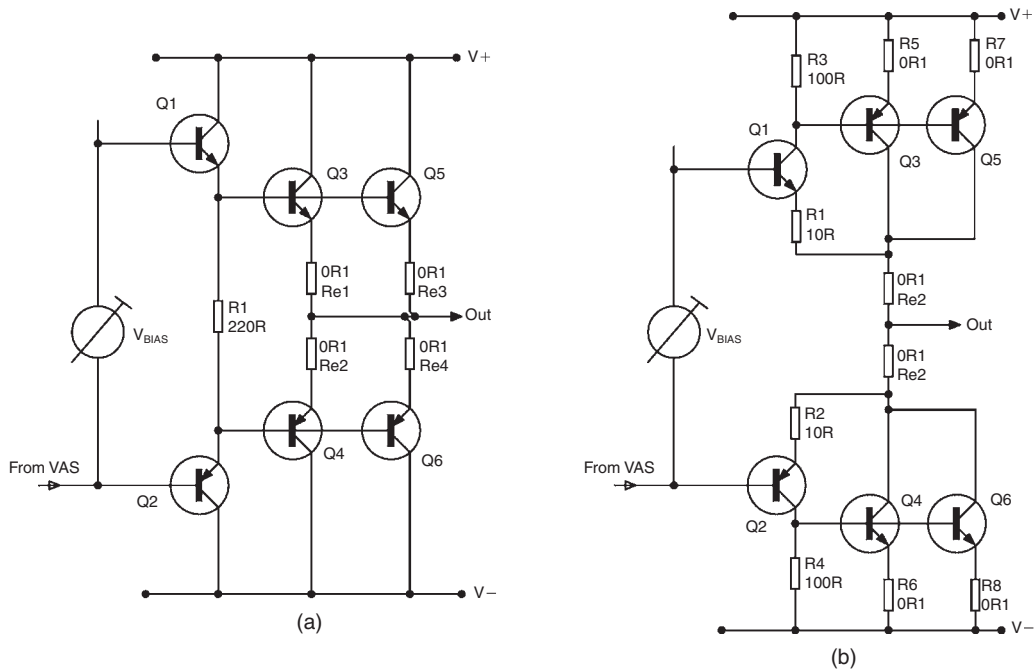 V+
Q1
Q3
Q5
0R1
Re1
0R1
Re3
R1
220R
Out
VBIAS
0R1
Re2
0R1
Re4
From VAS
Q2
Q4
Q6
V−
(a)
V+
R3
100R
R5
0R1
R7
0R1
Q1
Q3
Q5
R1
10R
0R1
Re2
Out
VBIAS
0R1
Re2
R2
10R
From VAS
Q2
Q4
Q6
R4
100R
R6
0R1
R8
0R1
V−
(b)